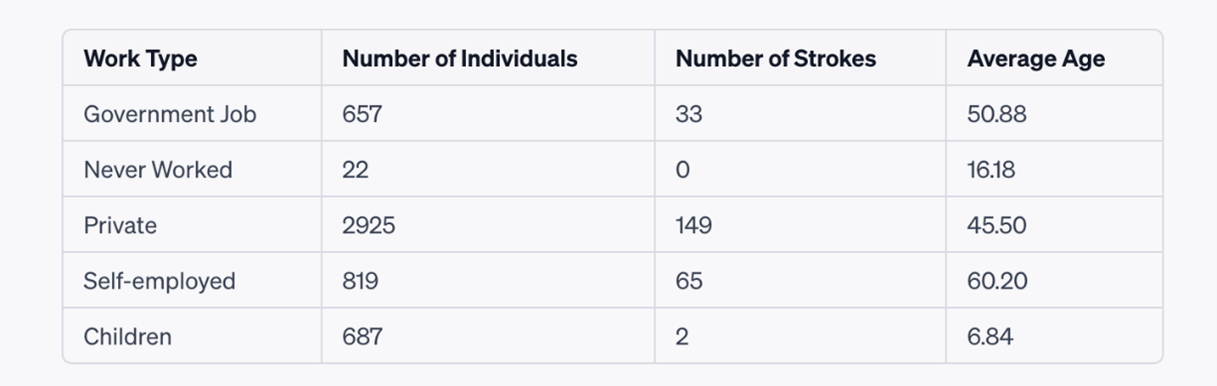 Work Type Number of Individuals Number of Strokes Average Age
Government Job 657 33 50.88
Never Worked 22 0 16.18
Private 2925 149 45.50
Self-employed 819 65 60.20
Children 687 2 6.84